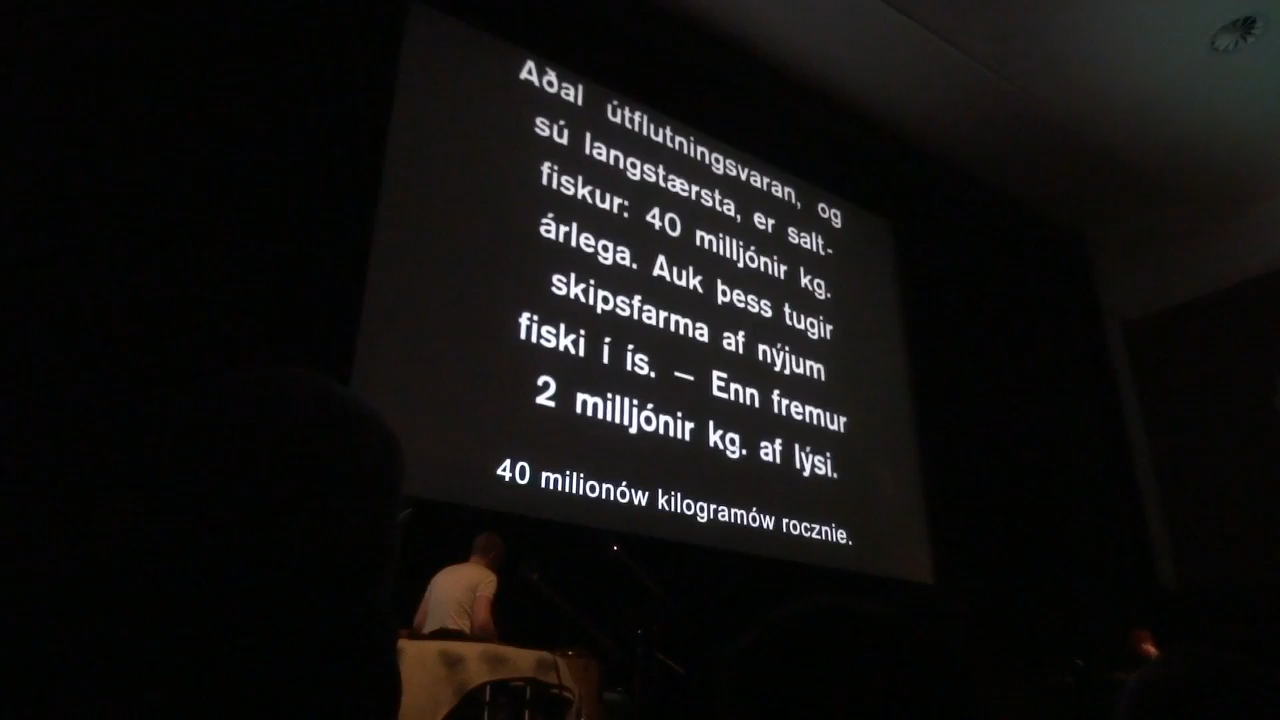 Aðal útflutningsvaran, og
sú langstærsta, er salt-
fiskur: 40 milljónir kg.
árlega. Auk þess tugir
skipsfarma af nýjum
fiski í ís. – Enn fremur
2 milljónir kg. af lýsi.
40 milionów kilogramów rocznie.